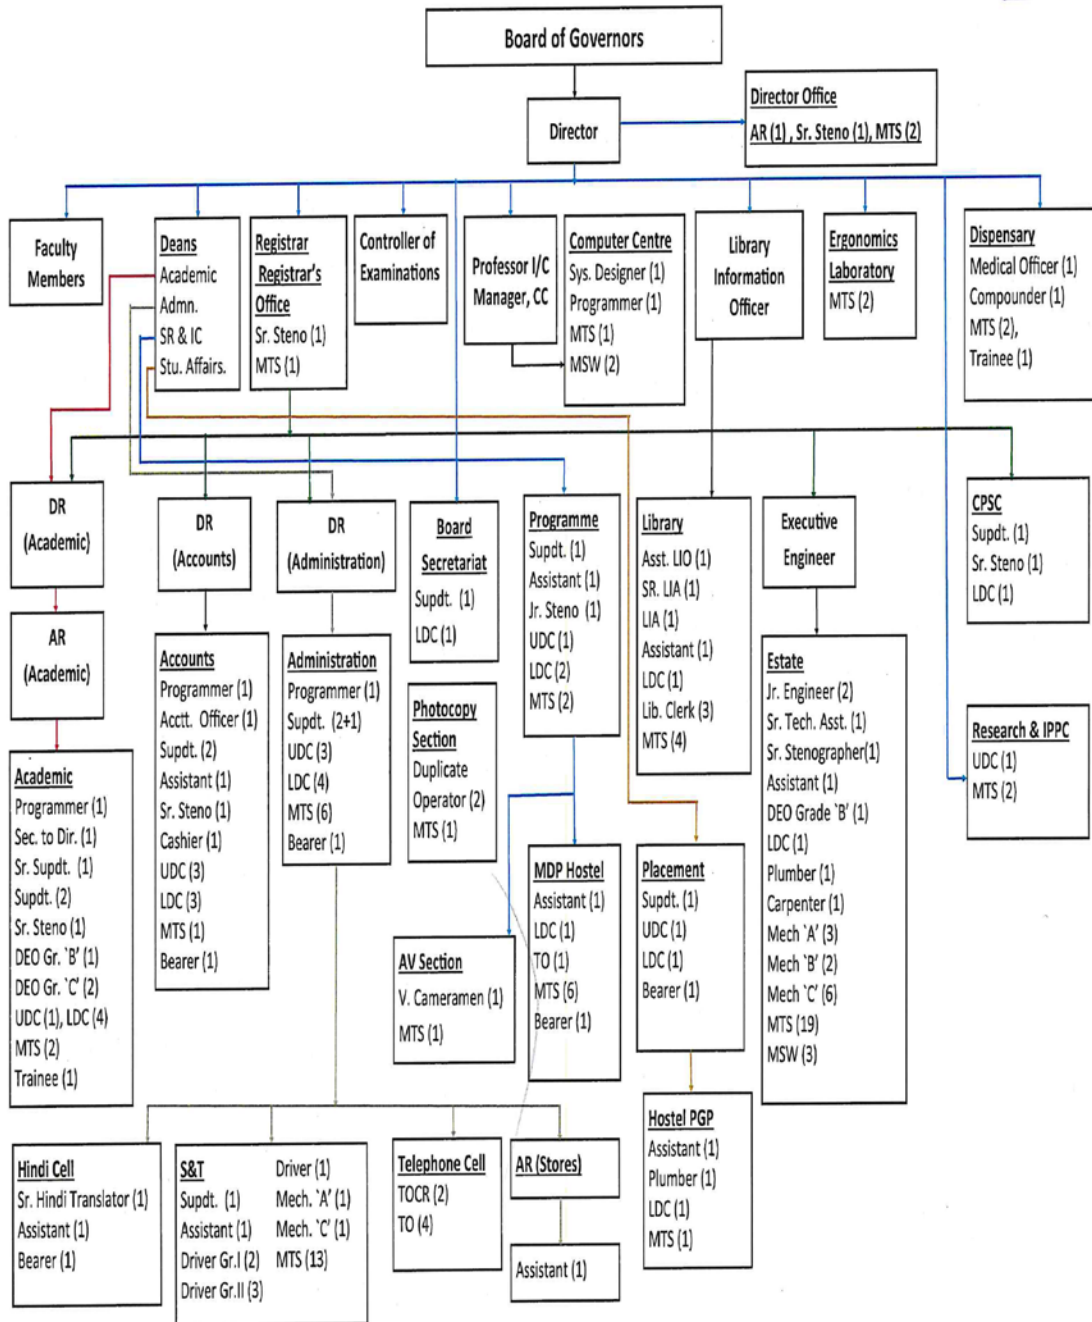 Board of Governors
Director
Director Office
AR (1) , Sr. Steno (1), MTS (2)
Faculty
Members
Deans
Academic
Admn.
SR & IC
Stu. Affairs.
Registrar
Registrar's
Office
Sr. Steno (1)
MTS (1)
Controller of
Examinations
Professor I/C
Manager, CC
Computer Centre
Sys. Designer (1)
Programmer (1)
MTS (1)
MSW (2)
Library
Information
Officer
Ergonomics
Laboratory
MTS (2)
Dispensary
Medical Officer (1)
Compounder (1)
MTS (2),
Trainee (1)
DR
(Academic)
DR
(Accounts)
DR
(Administration)
Board
Secretariat
Supdt. (1)
LDC (1)
Programme
Supdt. (1)
Assistant (1)
Jr. Steno (1)
UDC (1)
LDC (2)
MTS (2)
Library
Asst. LIO (1)
SR. LIA (1)
LIA (1)
Assistant (1)
LDC (1)
Lib. Clerk (3)
MTS (4)
Executive
Engineer
CPSC
Supdt. (1)
Sr. Steno (1)
LDC (1)
AR
(Academic)
Accounts
Programmer (1)
Acctt. Officer (1)
Supdt. (2)
Assistant (1)
Sr. Steno (1)
Cashier (1)
UDC (3)
LDC (3)
MTS (1)
Bearer (1)
Administration
Programmer (1)
Supdt. (2+1)
UDC (3)
LDC (4)
MTS (6)
Bearer (1)
Photocopy
Section
Duplicate
Operator (2)
MTS (1)
Estate
Jr. Engineer (2)
Sr. Tech. Asst. (1)
Sr. Stenographer(1)
Assistant (1)
DEO Grade `B' (1)
LDC (1)
Plumber (1)
Carpenter (1)
Mech `A' (3)
Mech `B' (2)
Mech `C' (6)
MTS (19)
MSW (3)
Research & IPPC
UDC (1)
MTS (2)
Academic
Programmer (1)
Sec. to Dir. (1)
Sr. Supdt. (1)
Supdt. (2)
Sr. Steno (1)
DEO Gr. `B' (1)
DEO Gr. `C' (2)
UDC (1), LDC (4)
MTS (2)
Trainee (1)
AV Section
V. Cameramen (1)
MTS (1)
MDP Hostel
Assistant (1)
LDC (1)
TO (1)
MTS (6)
Bearer (1)
Placement
Supdt. (1)
UDC (1)
LDC (1)
Bearer (1)
Hindi Cell
Sr. Hindi Translator (1)
Assistant (1)
Bearer (1)
S&T
Supdt. (1)
Assistant (1)
Driver Gr.I (2)
Driver Gr.II (3)
Driver (1)
Mech. `A' (1)
Mech. `C' (1)
MTS (13)
Telephone Cell
TOCR (2)
TO (4)
AR (Stores)
Assistant (1)
Hostel PGP
Assistant (1)
Plumber (1)
LDC (1)
MTS (1)